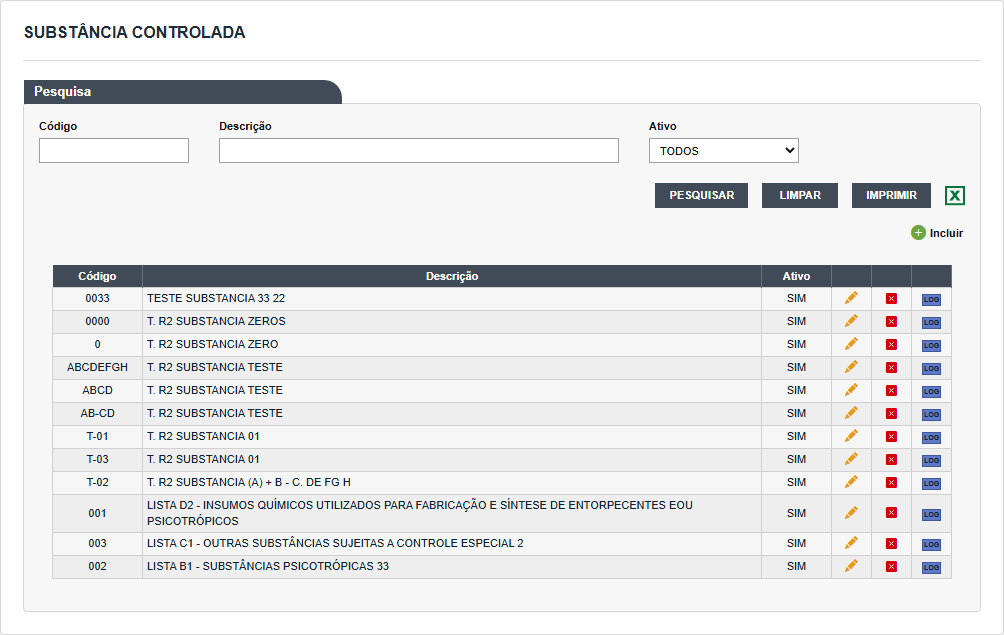 SUBSTÂNCIA CONTROLADA
Pesquisa
Código Descrição Ativo
TODOS
PESQUISAR LIMPAR IMPRIMIR
Incluir
Código Descrição Ativo
0033 TESTE SUBSTANCIA 33 22 SIM LOG
0000 T. R2 SUBSTANCIA ZEROS SIM LOG
0 T. R2 SUBSTANCIA ZERO SIM LOG
ABCDEFGH T. R2 SUBSTANCIA TESTE SIM LOG
ABCD T. R2 SUBSTANCIA TESTE SIM LOG
AB-CD T. R2 SUBSTANCIA TESTE SIM LOG
T-01 T. R2 SUBSTANCIA 01 SIM LOG
T-03 T. R2 SUBSTANCIA 01 SIM LOG
T-02 T. R2 SUBSTANCIA (A) + B - C. DE FG H SIM LOG
001 LISTA D2 - INSUMOS QUÍMICOS UTILIZADOS PARA FABRICAÇÃO E SÍNTESE DE ENTORPECENTES EOU
PSICOTRÓPICOS SIM LOG
003 LISTA C1 - OUTRAS SUBSTÂNCIAS SUJEITAS A CONTROLE ESPECIAL 2 SIM LOG
002 LISTA B1 - SUBSTÂNCIAS PSICOTRÓPICAS 33 SIM LOG